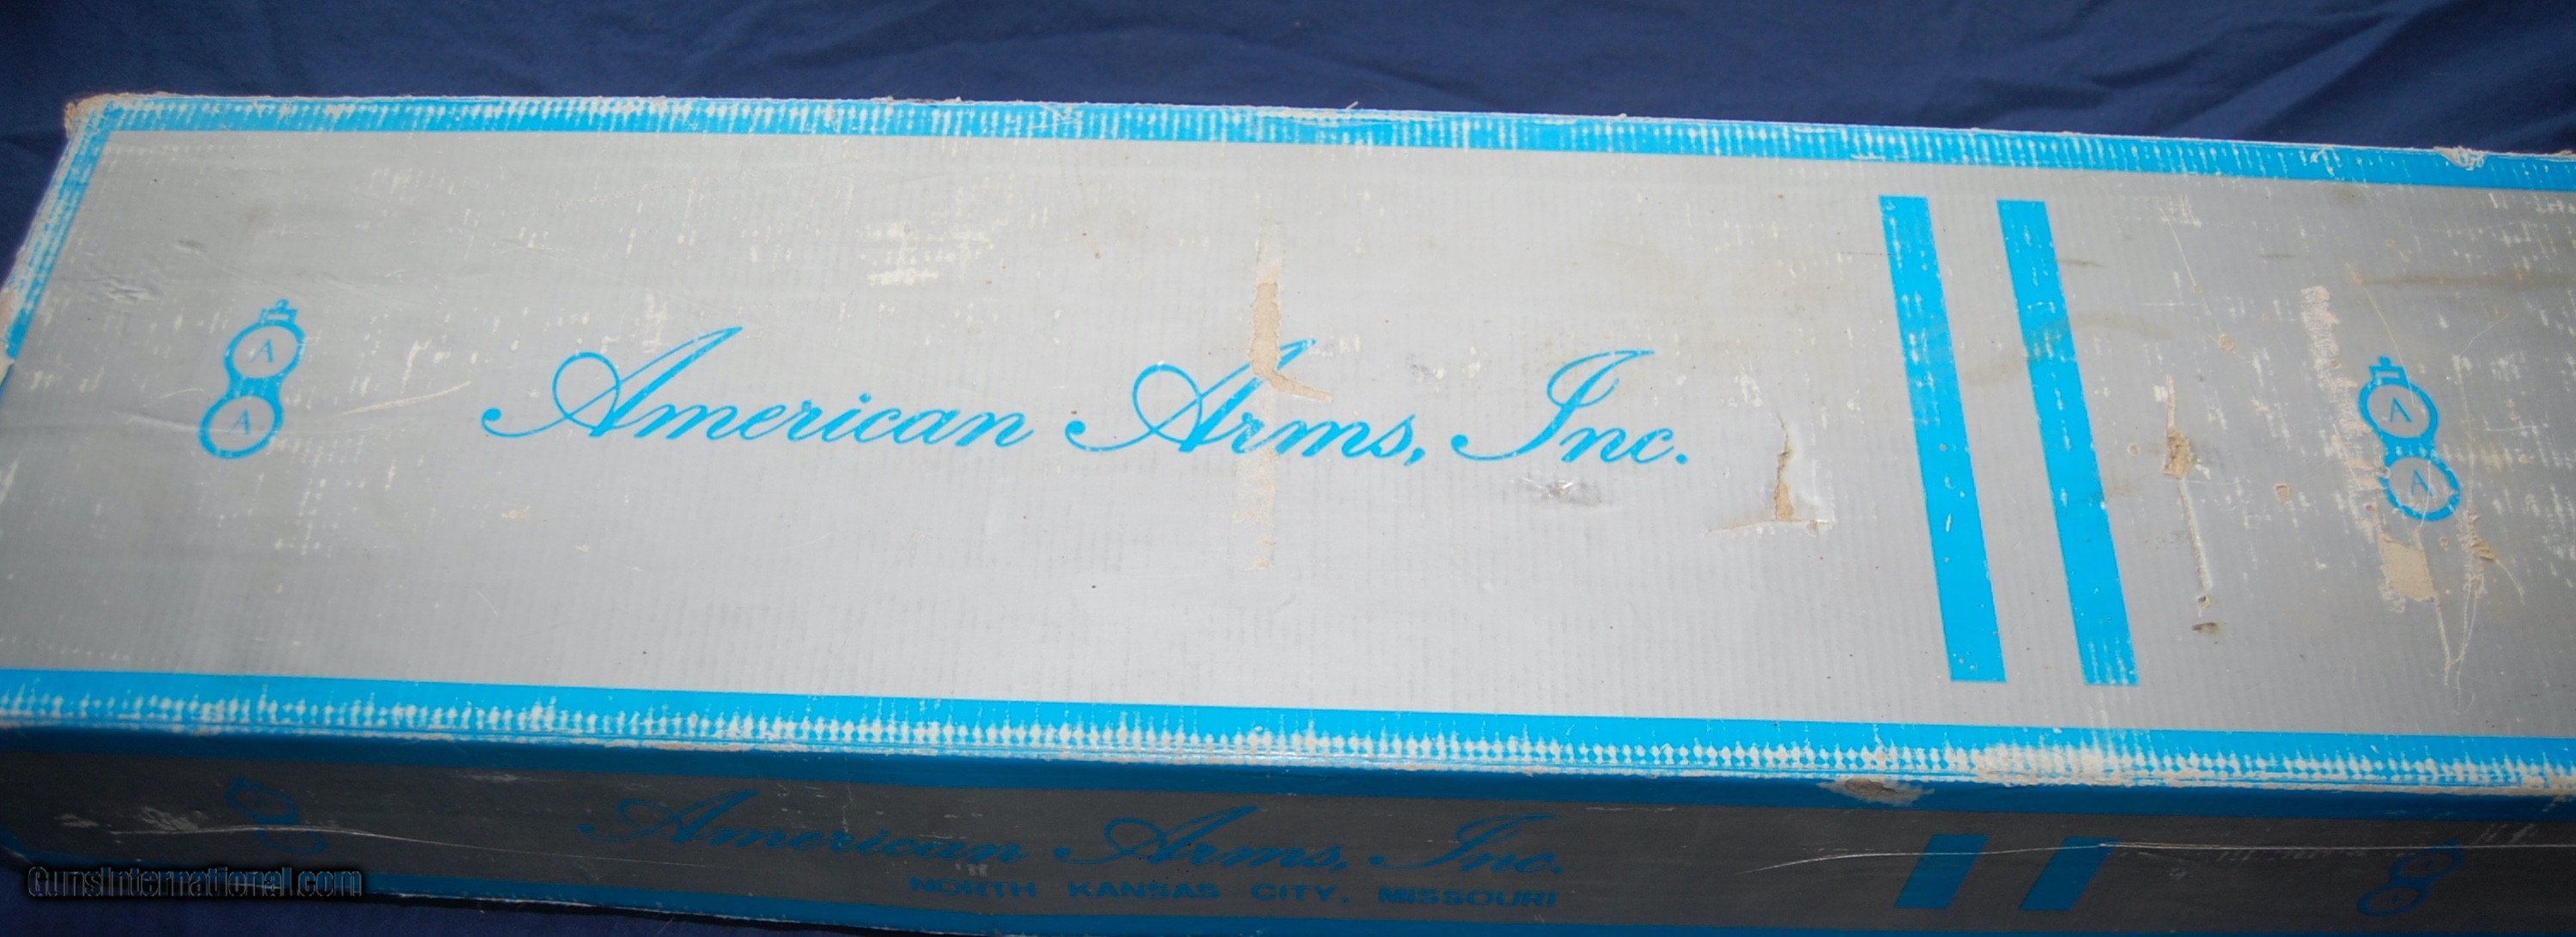 A
A
American Arms, Inc.
A
A
American Arms, Inc.
NORTH KANSAS CITY, MISSOURI
GunsInternational.com